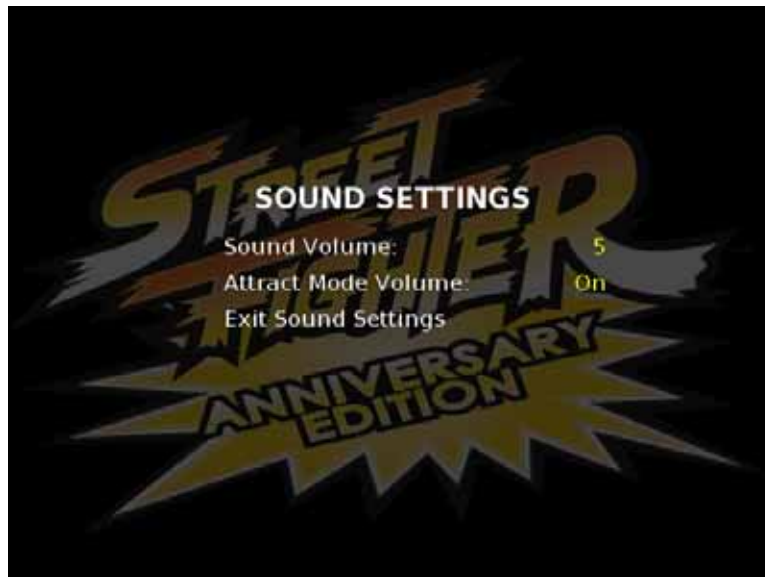 STREET
FIGHTER
ANNIVERSARY
EDITION
SOUND SETTINGS
Sound Volume: 5
Attract Mode Volume: On
Exit Sound Settings